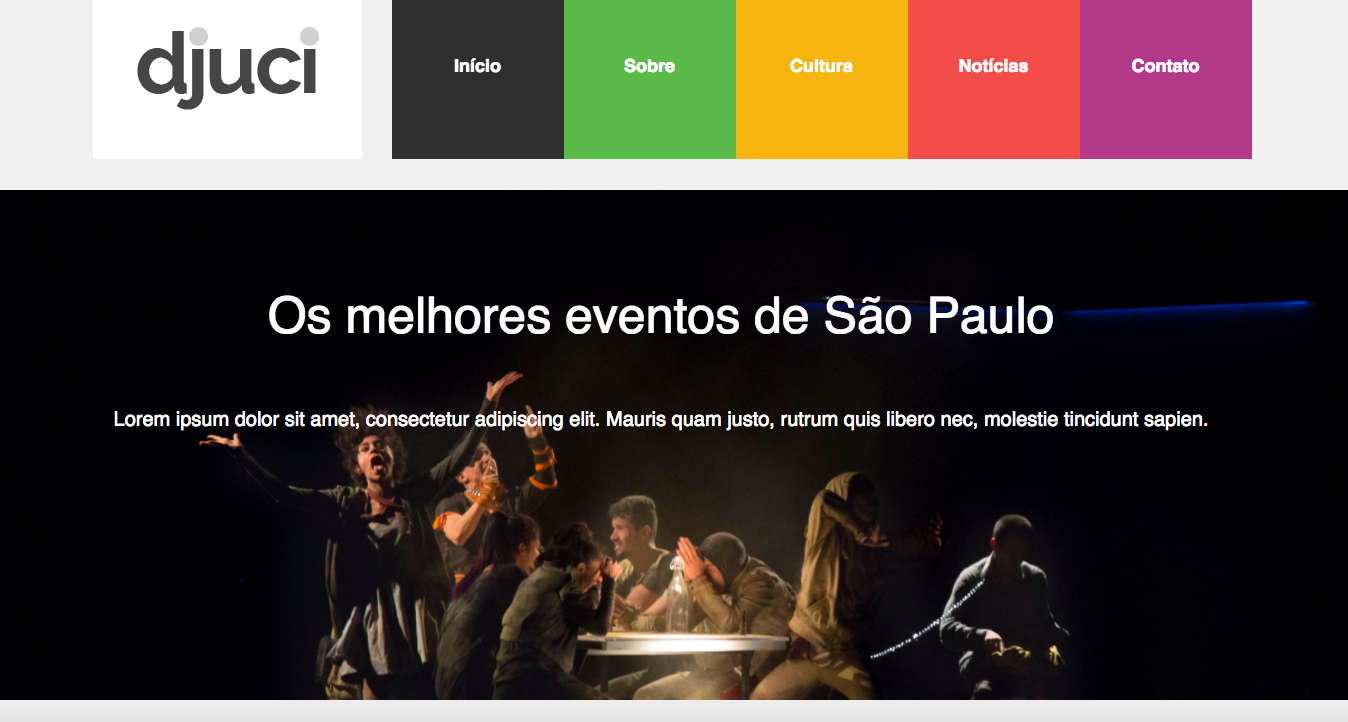 djuci
Início
Sobre
Cultura
Notícias
Contato
Os melhores eventos de São Paulo
Lorem ipsum dolor sit amet, consectetur adipiscing elit. Mauris quam justo, rutrum quis libero nec, molestie tincidunt sapien.